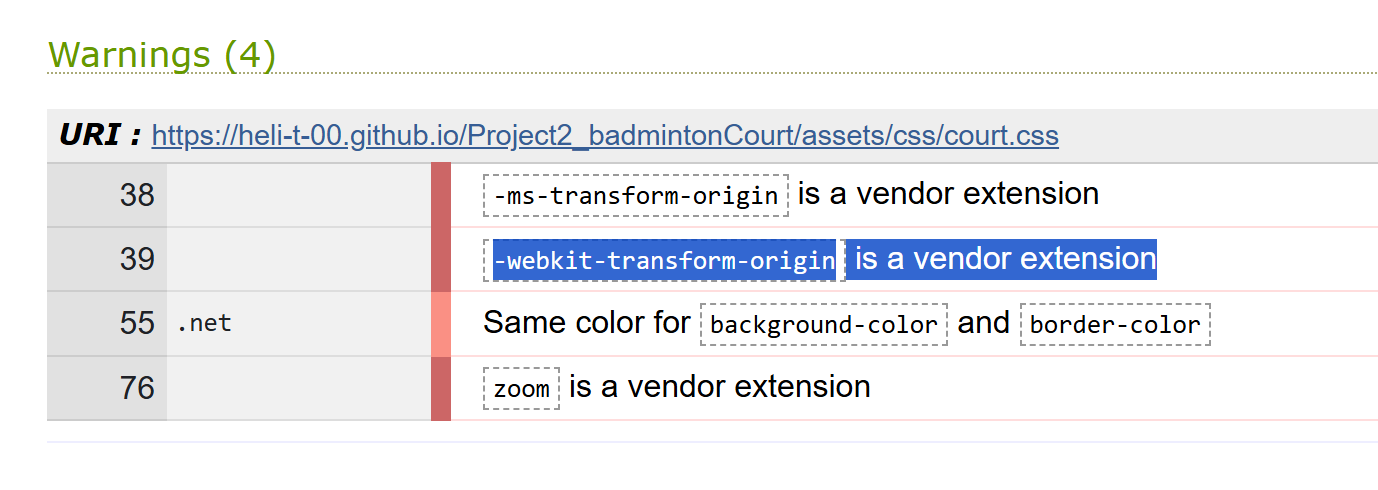 Warnings (4)
URI : https://heli-t-00.github.io/Project2_badmintonCourt/assets/css/court.css
38 -ms-transform-origin is a vendor extension
39 -webkit-transform-origin is a vendor extension
55 .net Same color for background-color and border-color
76 zoom is a vendor extension